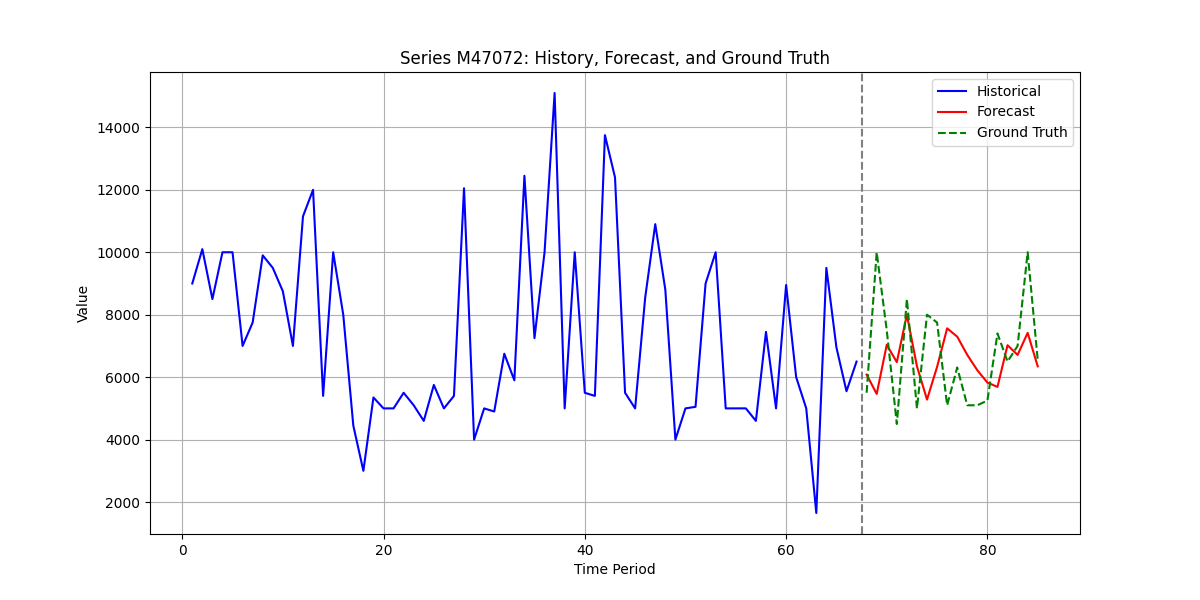 Series M47072: History, Forecast, and Ground Truth
Historical
Forecast
Ground Truth
14000
12000
10000
8000
6000
4000
2000
Value
0 20 40 60 80
Time Period